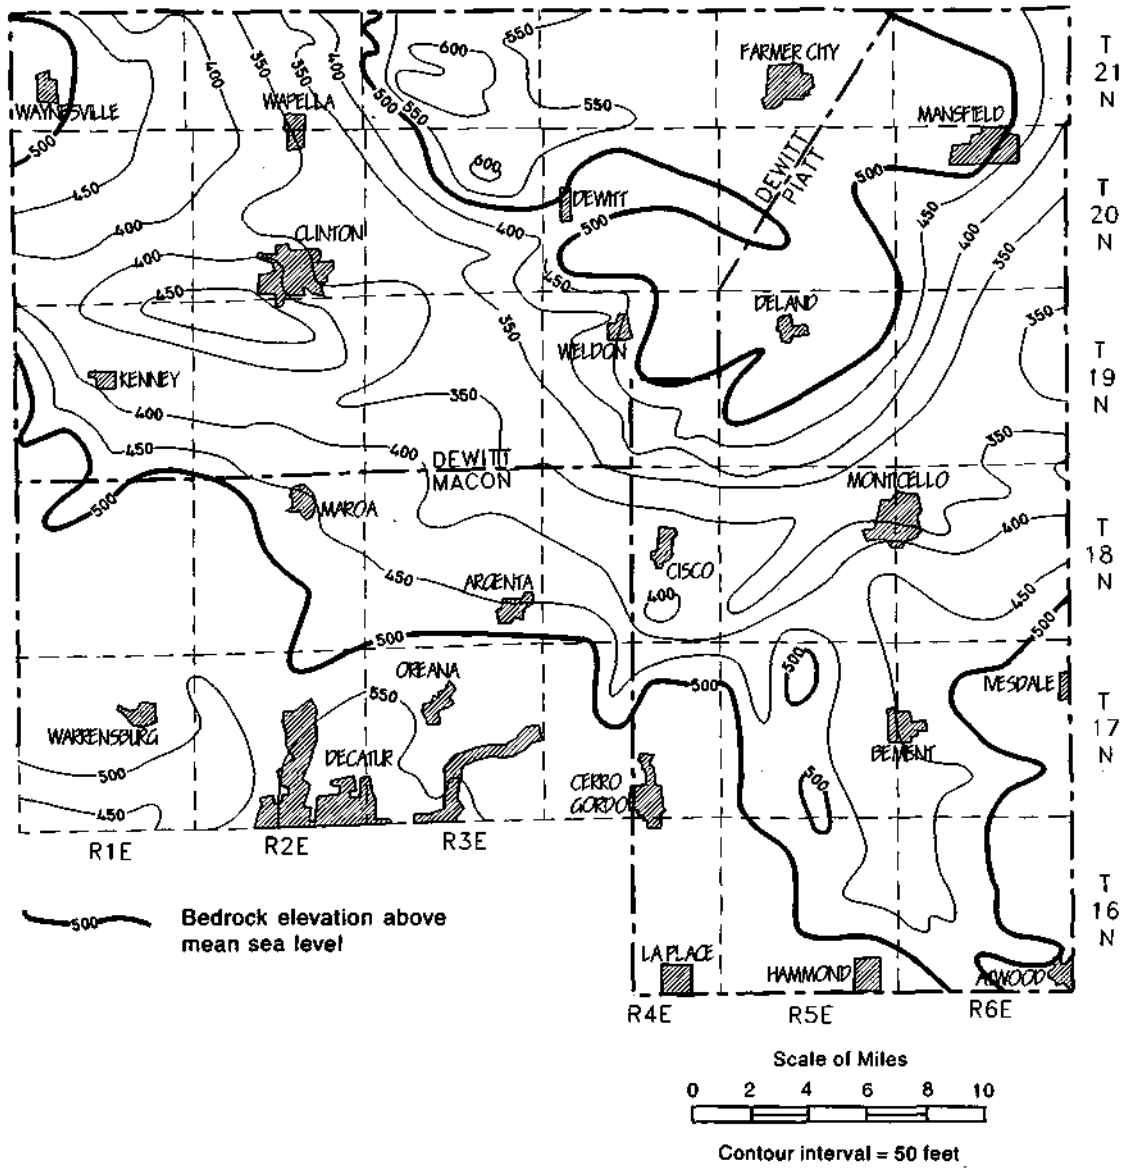 T
21
N
T
20
N
T
19
N
T
18
N
T
17
N
T
16
N
600
550
FARMER CITY
400
350
350
400
WAYNESVILLE
WAPELLA
500
550
550
MANSFIELD
500
600
DEWITT
PIATT
500
450
DEWITT
500
450
400
CLINTON
400
400
350
400
450
450
DELAND
350
350
WELDON
KENNEY
400
350
450
400
DEWITT
MACON
350
500
MAROA
MONTICELLO
400
CISCO
450
ARGENTA
400
450
500
500
500
OREANA
550
500
IVESDALE
WARRENSBURG
DECATUR
BEMENT
500
CERRO
GORDO
500
450
R1E
R2E
R3E
500
Bedrock elevation above
mean sea level
LA PLACE
HAMMOND
ATWOOD
R4E
R5E
R6E
Scale of Miles
0 2 4 6 8 10
Contour interval = 50 feet